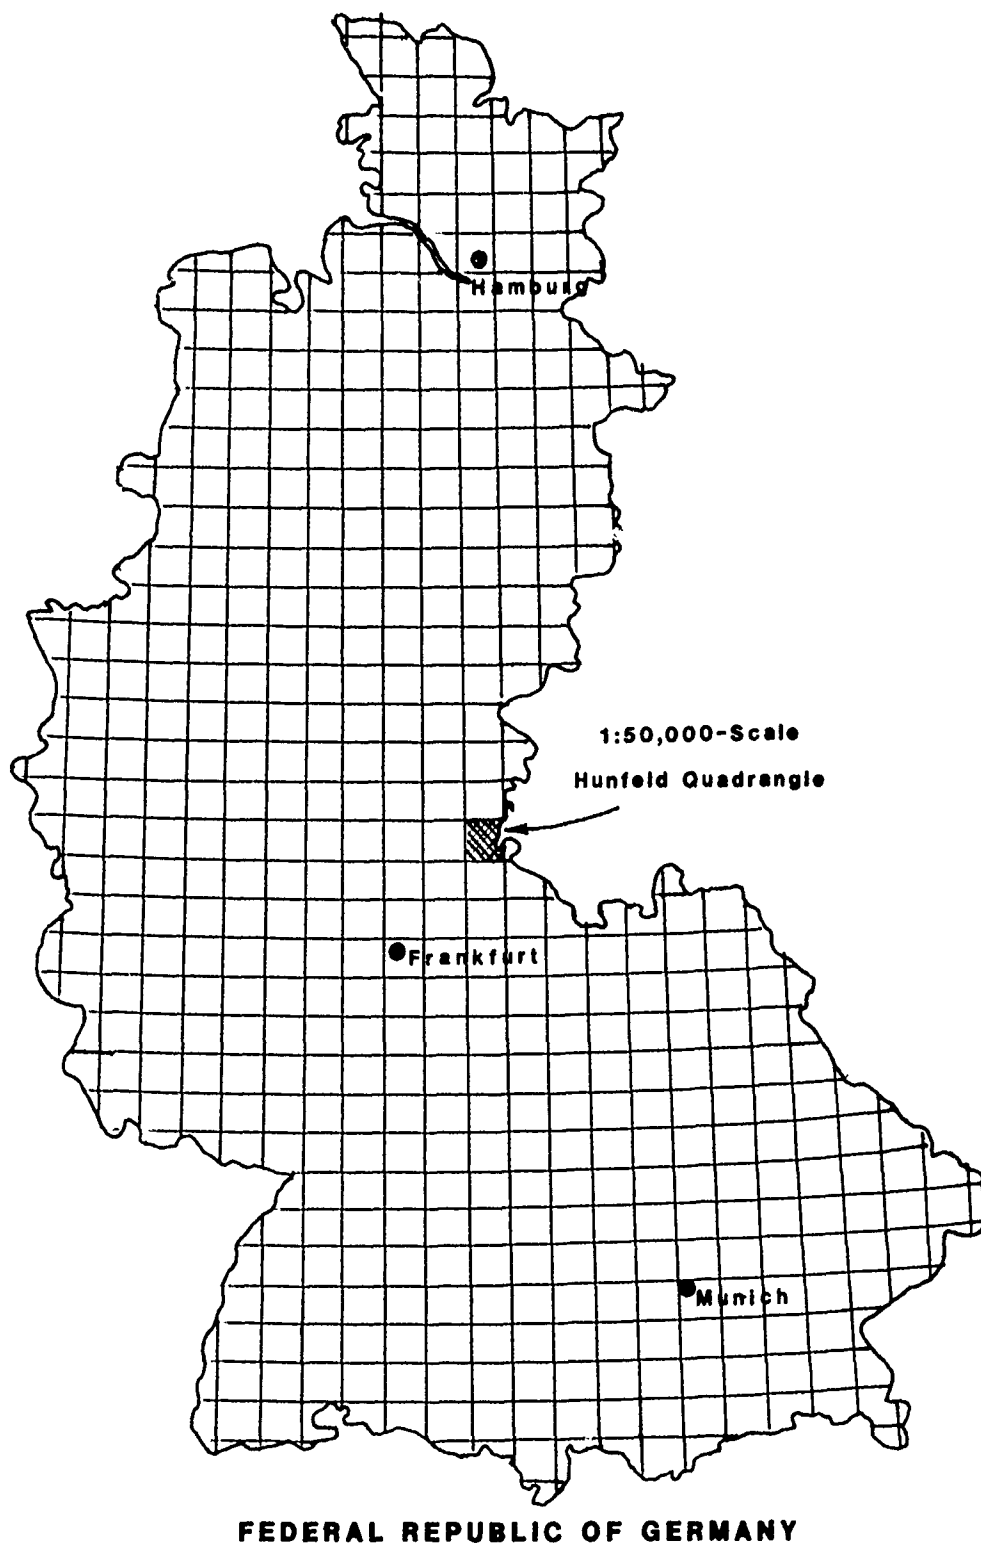 Hamburg
1:50,000-Scale
Hunfeld Quadrangle
Frankfurt
Munich
FEDERAL REPUBLIC OF GERMANY